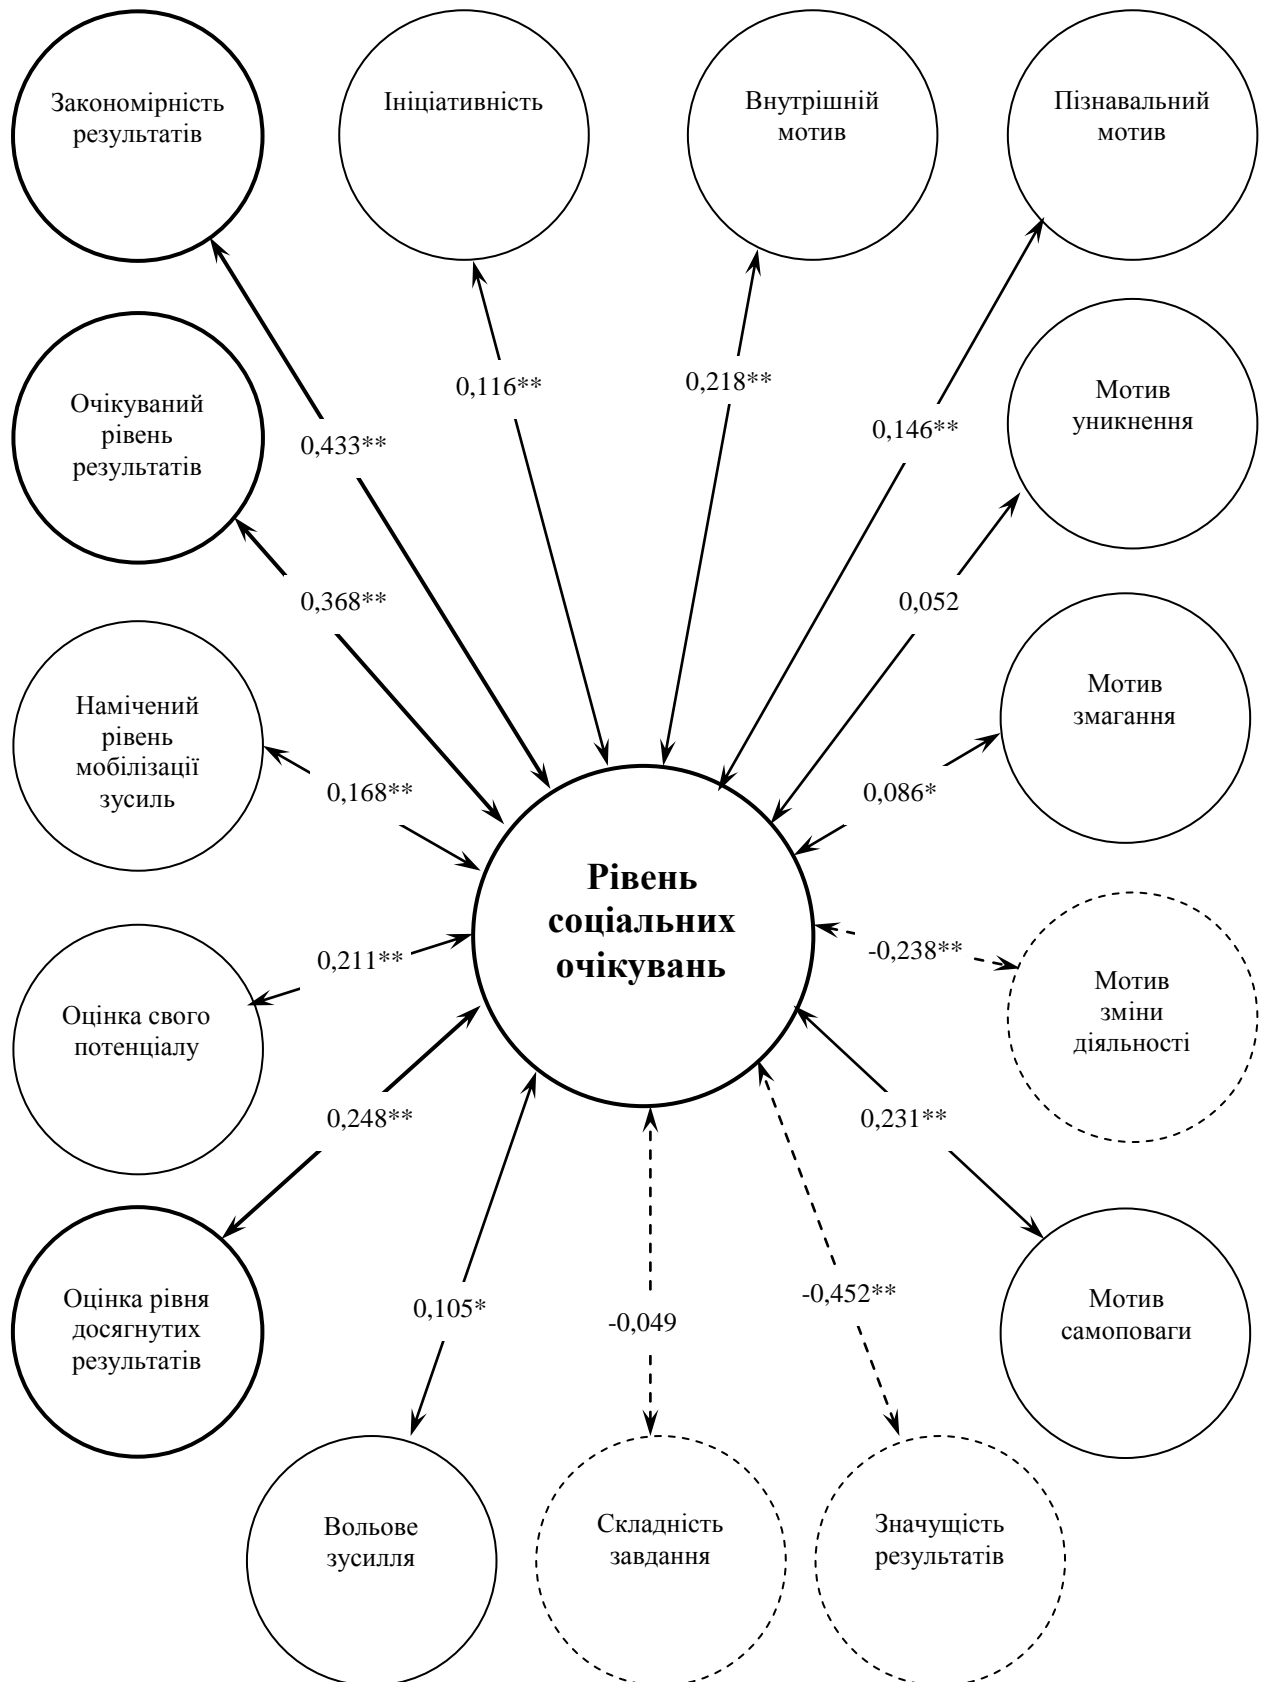 Закономірність
результатів
Ініціативність
Внутрішній
мотив
Пізнавальний
мотив
Очікуваний
рівень
результатів
0,433**
0,116**
0,218**
0,146**
Мотив
уникнення
0,368**
0,052
Намічений
рівень
мобілізації
зусиль
0,168**
0,086*
Мотив
змагання
Рівень
соціальних
очікувань
0,211**
-0,238**
Оцінка свого
потенціалу
Мотив
зміни
діяльності
0,248**
0,231**
Оцінка рівня
досягнутих
результатів
0,105*
-0,049
-0,452**
Мотив
самоповаги
Вольове
зусилля
Складність
завдання
Значущість
результатів